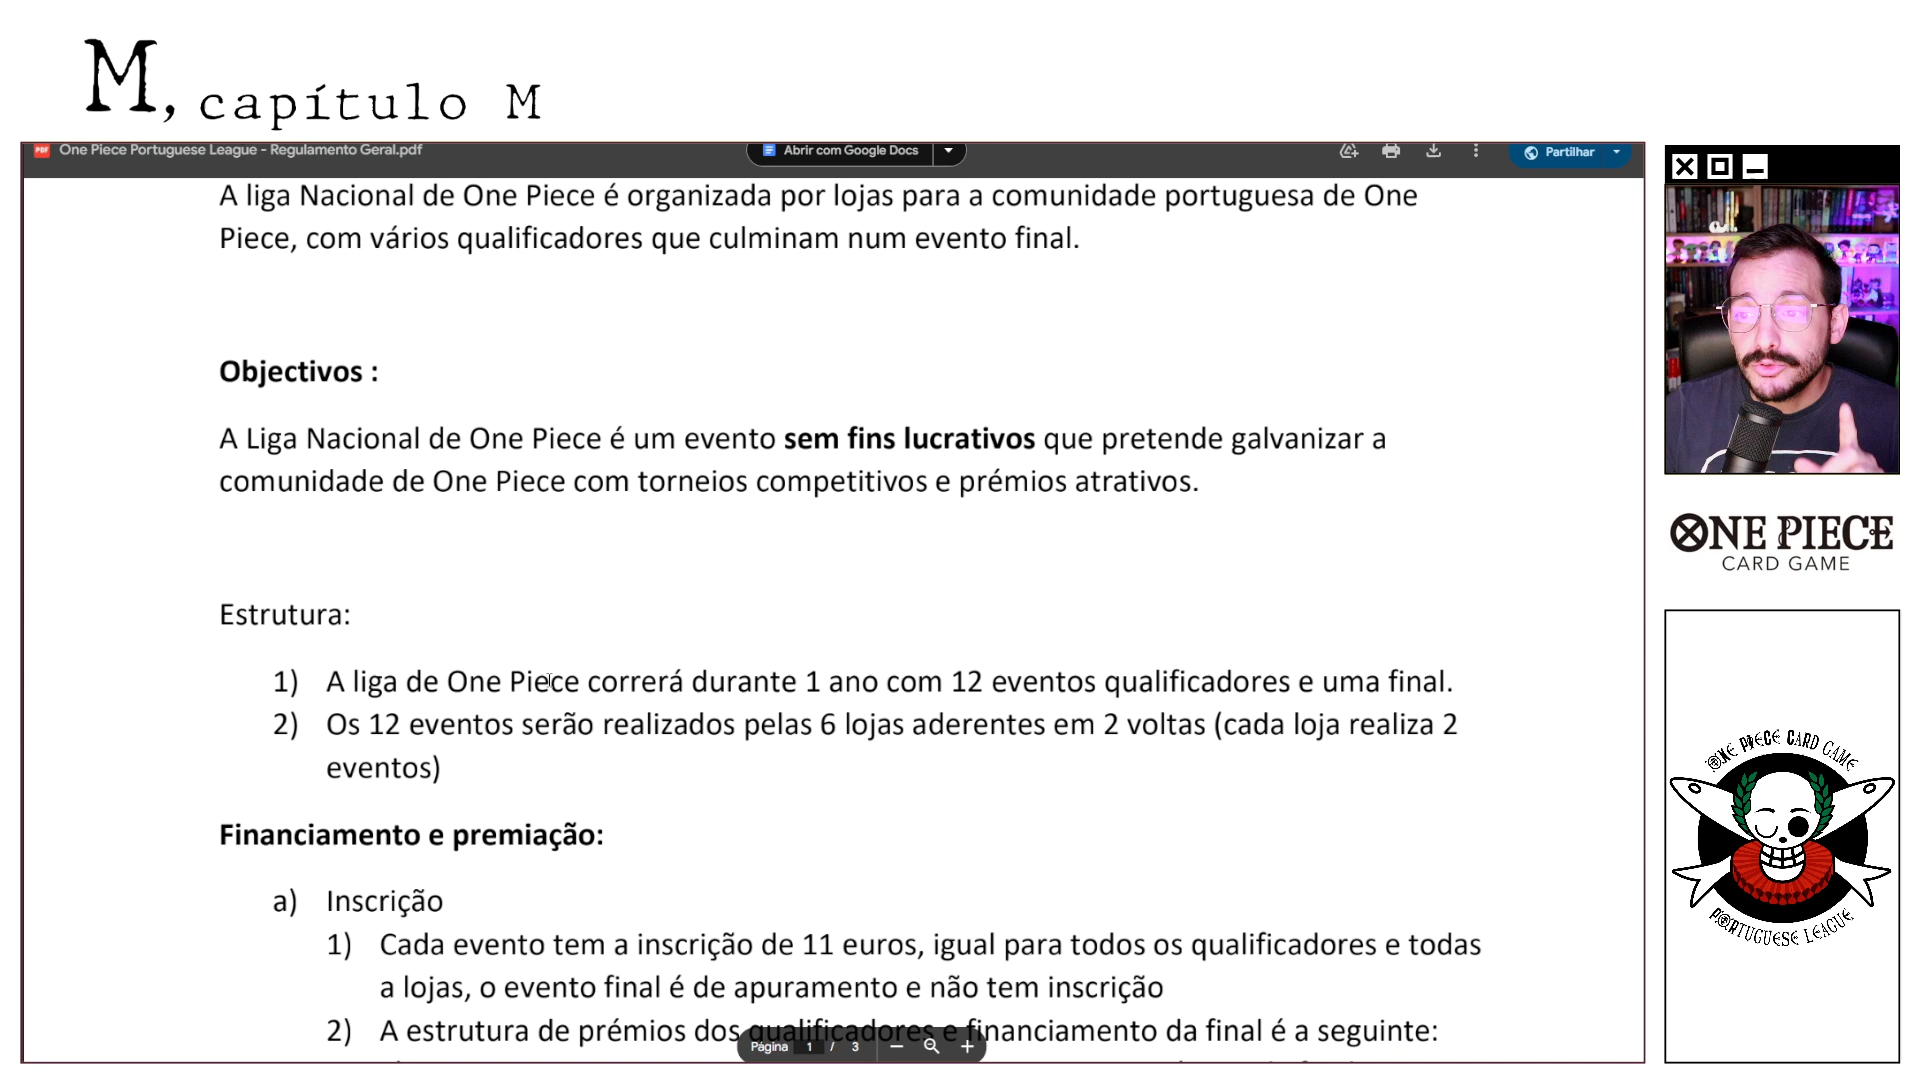 M, capítulo M
One Piece Portuguese League - Regulamento Geral.pdf
Abrir com Google Docs
Partilhar
A liga Nacional de One Piece é organizada por lojas para a comunidade portuguesa de One
Piece, com vários qualificadores que culminam num evento final.
Objectivos :
A Liga Nacional de One Piece é um evento sem fins lucrativos que pretende galvanizar a
comunidade de One Piece com torneios competitivos e prémios atrativos.
Estrutura:
1) A liga de One Piece correrá durante 1 ano com 12 eventos qualificadores e uma final.
2) Os 12 eventos serão realizados pelas 6 lojas aderentes em 2 voltas (cada loja realiza 2
eventos)
Financiamento e premiação:
a) Inscrição
1) Cada evento tem a inscrição de 11 euros, igual para todos os qualificadores e todas
a lojas, o evento final é de apuramento e não tem inscrição
2) A estrutura de prémios dos qualificadores e financiamento da final é a seguinte:
Página 1 / 3
ONE PIECE
CARD GAME
ONE PIECE CARD GAME
PORTUGUESE LEAGUE